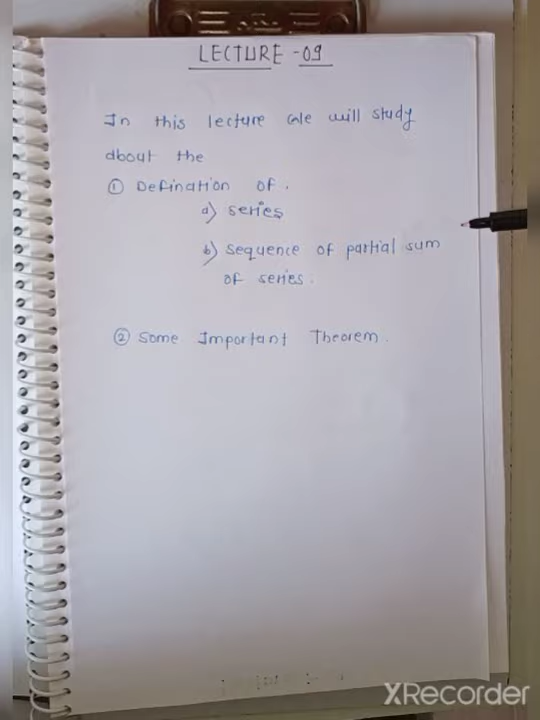 LECTURE -09
In this lecture we will study
about the
① Defination of.
a) series
b) sequence of partial sum
of series.
② Some Important Theorem.
XRecorder